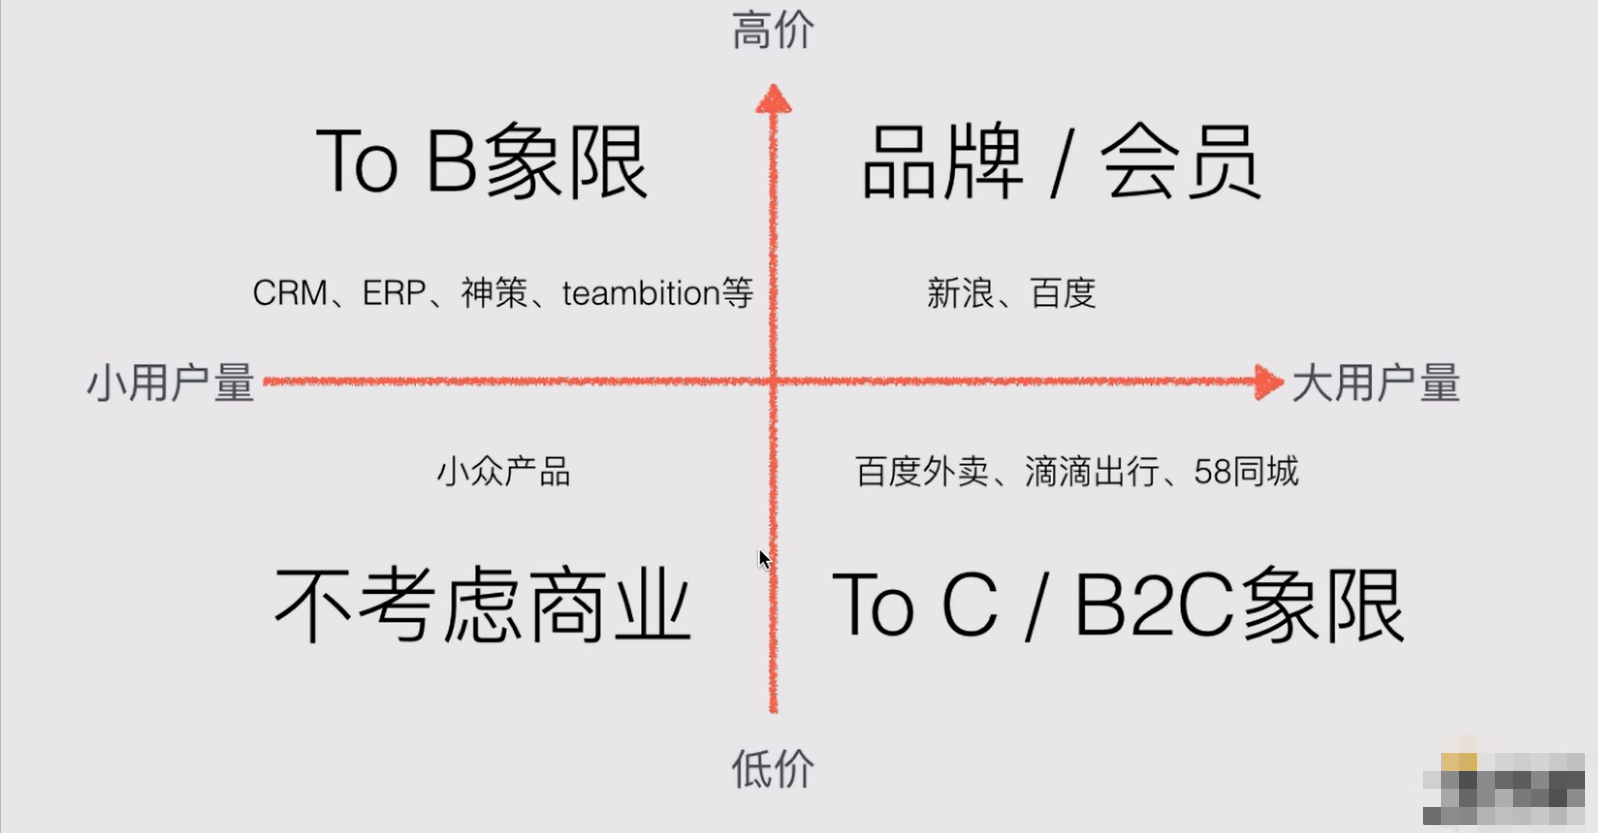 高价
To B象限
品牌 / 会员
CRM、ERP、神策、teambition等
新浪、百度
小用户量
大用户量
小众产品
百度外卖、滴滴出行、58同城
不考虑商业
To C / B2C象限
低价